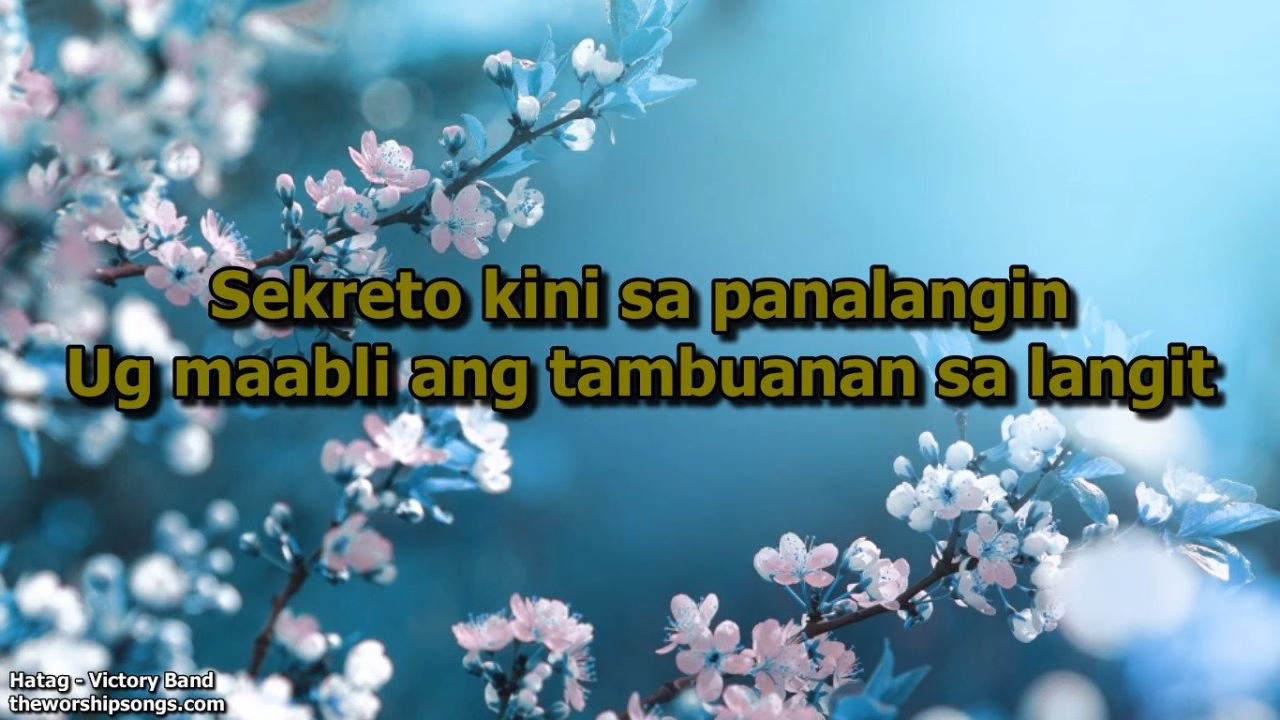 Sekreto kini sa panalangin
Ug maabli ang tambuanan sa langit
Hatag - Victory Band
theworshipsongs.com